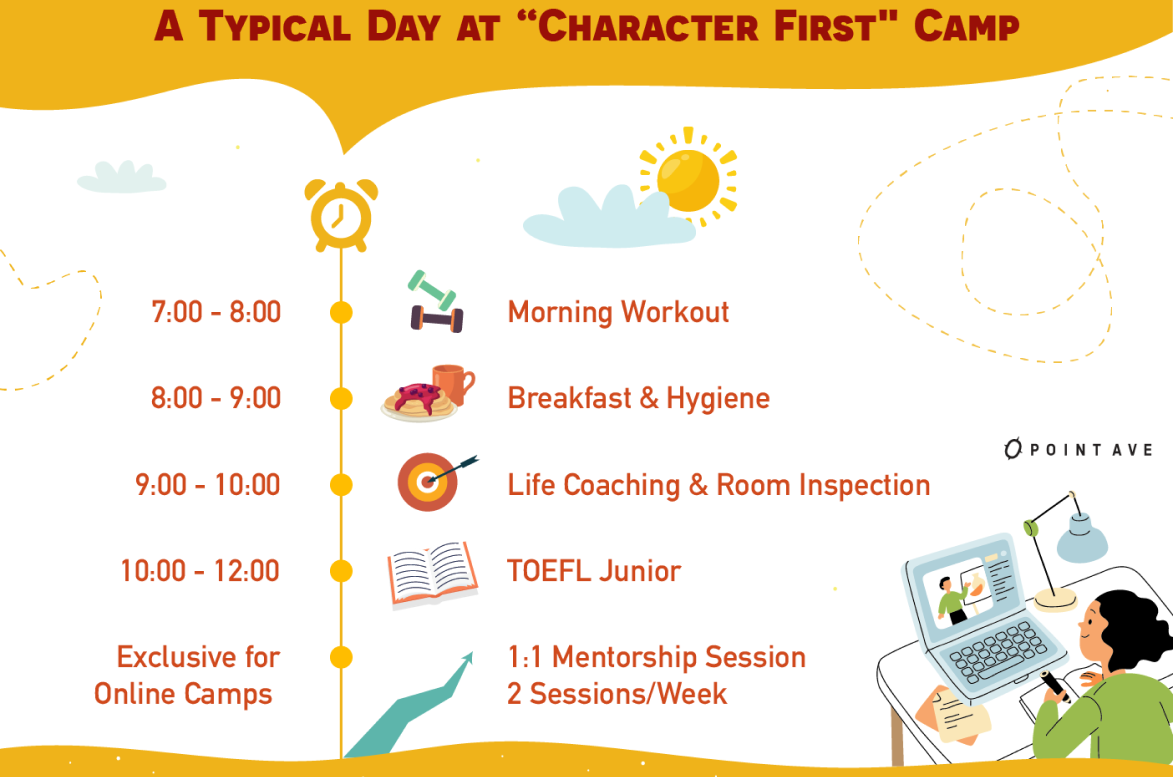 A Typical Day at “Character First" Camp
7:00 - 8:00 Morning Workout
8:00 - 9:00 Breakfast & Hygiene
9:00 - 10:00 Life Coaching & Room Inspection
POINT AVE
10:00 - 12:00 TOEFL Junior
Exclusive for
Online Camps
1:1 Mentorship Session
2 Sessions/Week